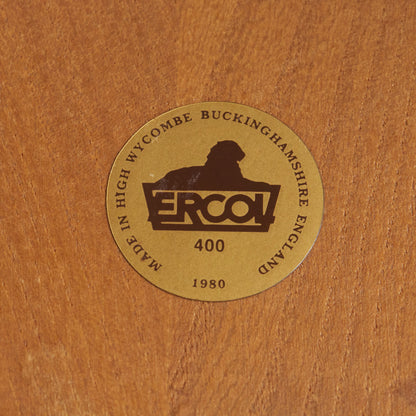 MADE IN HIGH WYCOMBE BUCKINGHAMSHIRE ENGLAND
ERCOL
400
1980